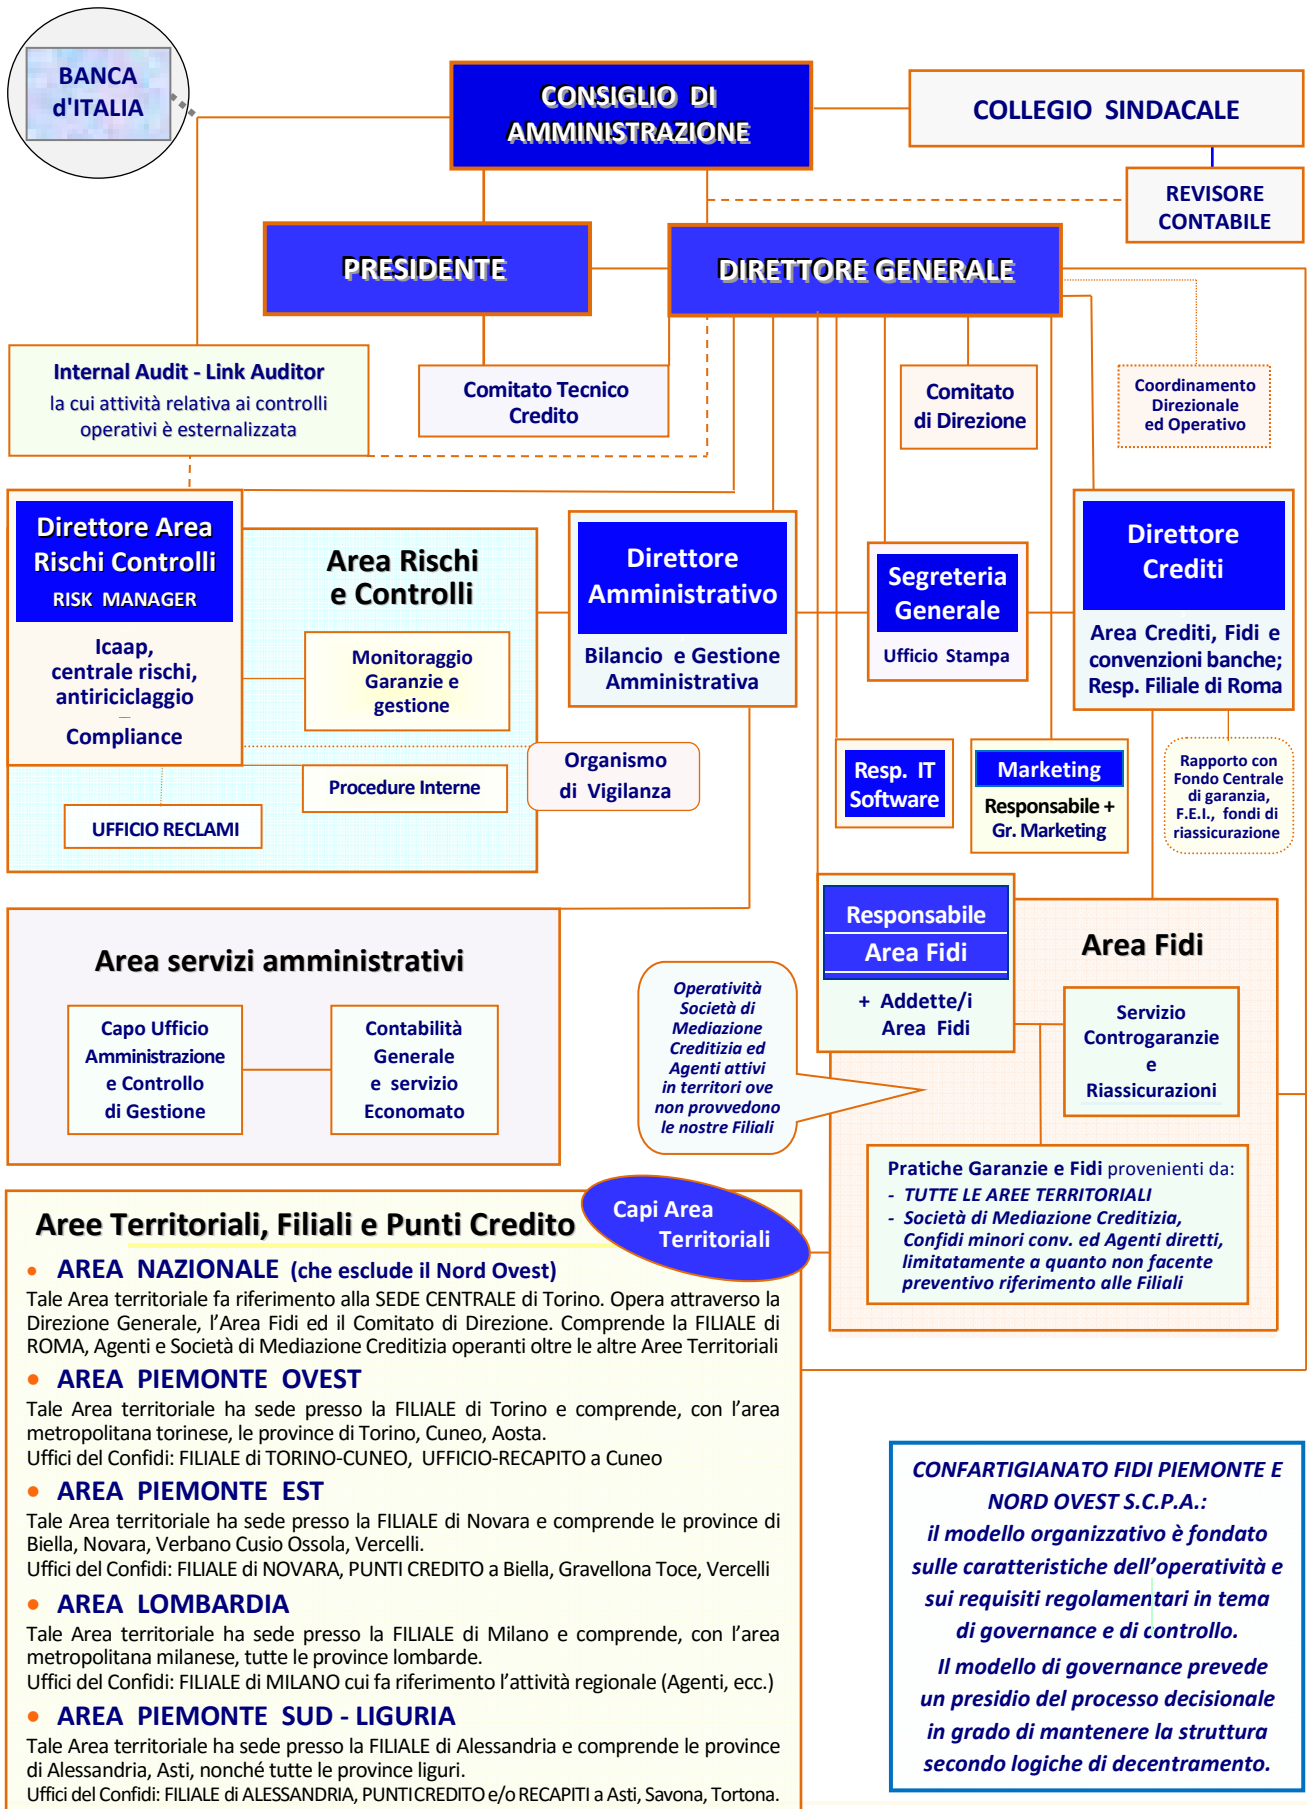 BANCA
d'ITALIA
CONSIGLIO DI
AMMINISTRAZIONE
COLLEGIO SINDACALE
REVISORE
CONTABILE
PRESIDENTE
DIRETTORE GENERALE
Internal Audit - Link Auditor
la cui attività relativa ai controlli
operativi è esternalizzata
Comitato Tecnico
Credito
Comitato
di Direzione
Coordinamento
Direzionale
ed Operativo
Direttore Area
Rischi Controlli
RISK MANAGER
Icaap,
centrale rischi,
antiriciclaggio
–
Compliance
Area Rischi
e Controlli
Monitoraggio
Garanzie e
gestione
Procedure Interne
UFFICIO RECLAMI
Organismo
di Vigilanza
Direttore
Amministrativo
Bilancio e Gestione
Amministrativa
Segreteria
Generale
Ufficio Stampa
Direttore
Crediti
Area Crediti, Fidi e
convenzioni banche;
Resp. Filiale di Roma
Resp. IT
Software
Marketing
Responsabile +
Gr. Marketing
Rapporto con
Fondo Centrale
di garanzia,
F.E.I., fondi di
riassicurazione
Area servizi amministrativi
Capo Ufficio
Amministrazione
e Controllo
di Gestione
Contabilità
Generale
e servizio
Economato
Operatività
Società di
Mediazione
Creditizia ed
Agenti attivi
in territori ove
non provvedono
le nostre Filiali
Responsabile
Area Fidi
+ Addette/i
Area Fidi
Area Fidi
Servizio
Controgaranzie
e
Riassicurazioni
Pratiche Garanzie e Fidi provenienti da:
- TUTTE LE AREE TERRITORIALI
- Società di Mediazione Creditizia,
Confidi minori conv. ed Agenti diretti,
limitatamente a quanto non facente
preventivo riferimento alle Filiali
Capi Area
Territoriali
Aree Territoriali, Filiali e Punti Credito
• AREA NAZIONALE (che esclude il Nord Ovest)
Tale Area territoriale fa riferimento alla SEDE CENTRALE di Torino. Opera attraverso la
Direzione Generale, l’Area Fidi ed il Comitato di Direzione. Comprende la FILIALE di
ROMA, Agenti e Società di Mediazione Creditizia operanti oltre le altre Aree Territoriali
• AREA PIEMONTE OVEST
Tale Area territoriale ha sede presso la FILIALE di Torino e comprende, con l’area
metropolitana torinese, le province di Torino, Cuneo, Aosta.
Uffici del Confidi: FILIALE di TORINO-CUNEO, UFFICIO-RECAPITO a Cuneo
• AREA PIEMONTE EST
Tale Area territoriale ha sede presso la FILIALE di Novara e comprende le province di
Biella, Novara, Verbano Cusio Ossola, Vercelli.
Uffici del Confidi: FILIALE di NOVARA, PUNTI CREDITO a Biella, Gravellona Toce, Vercelli
• AREA LOMBARDIA
Tale Area territoriale ha sede presso la FILIALE di Milano e comprende, con l’area
metropolitana milanese, tutte le province lombarde.
Uffici del Confidi: FILIALE di MILANO cui fa riferimento l’attività regionale (Agenti, ecc.)
• AREA PIEMONTE SUD - LIGURIA
Tale Area territoriale ha sede presso la FILIALE di Alessandria e comprende le province
di Alessandria, Asti, nonché tutte le province liguri.
Uffici del Confidi: FILIALE di ALESSANDRIA, PUNTI CREDITO e/o RECAPITI a Asti, Savona, Tortona.
CONFARTIGIANATO FIDI PIEMONTE E
NORD OVEST S.C.P.A.:
il modello organizzativo è fondato
sulle caratteristiche dell’operatività e
sui requisiti regolamentari in tema
di governance e di controllo.
Il modello di governance prevede
un presidio del processo decisionale
in grado di mantenere la struttura
secondo logiche di decentramento.